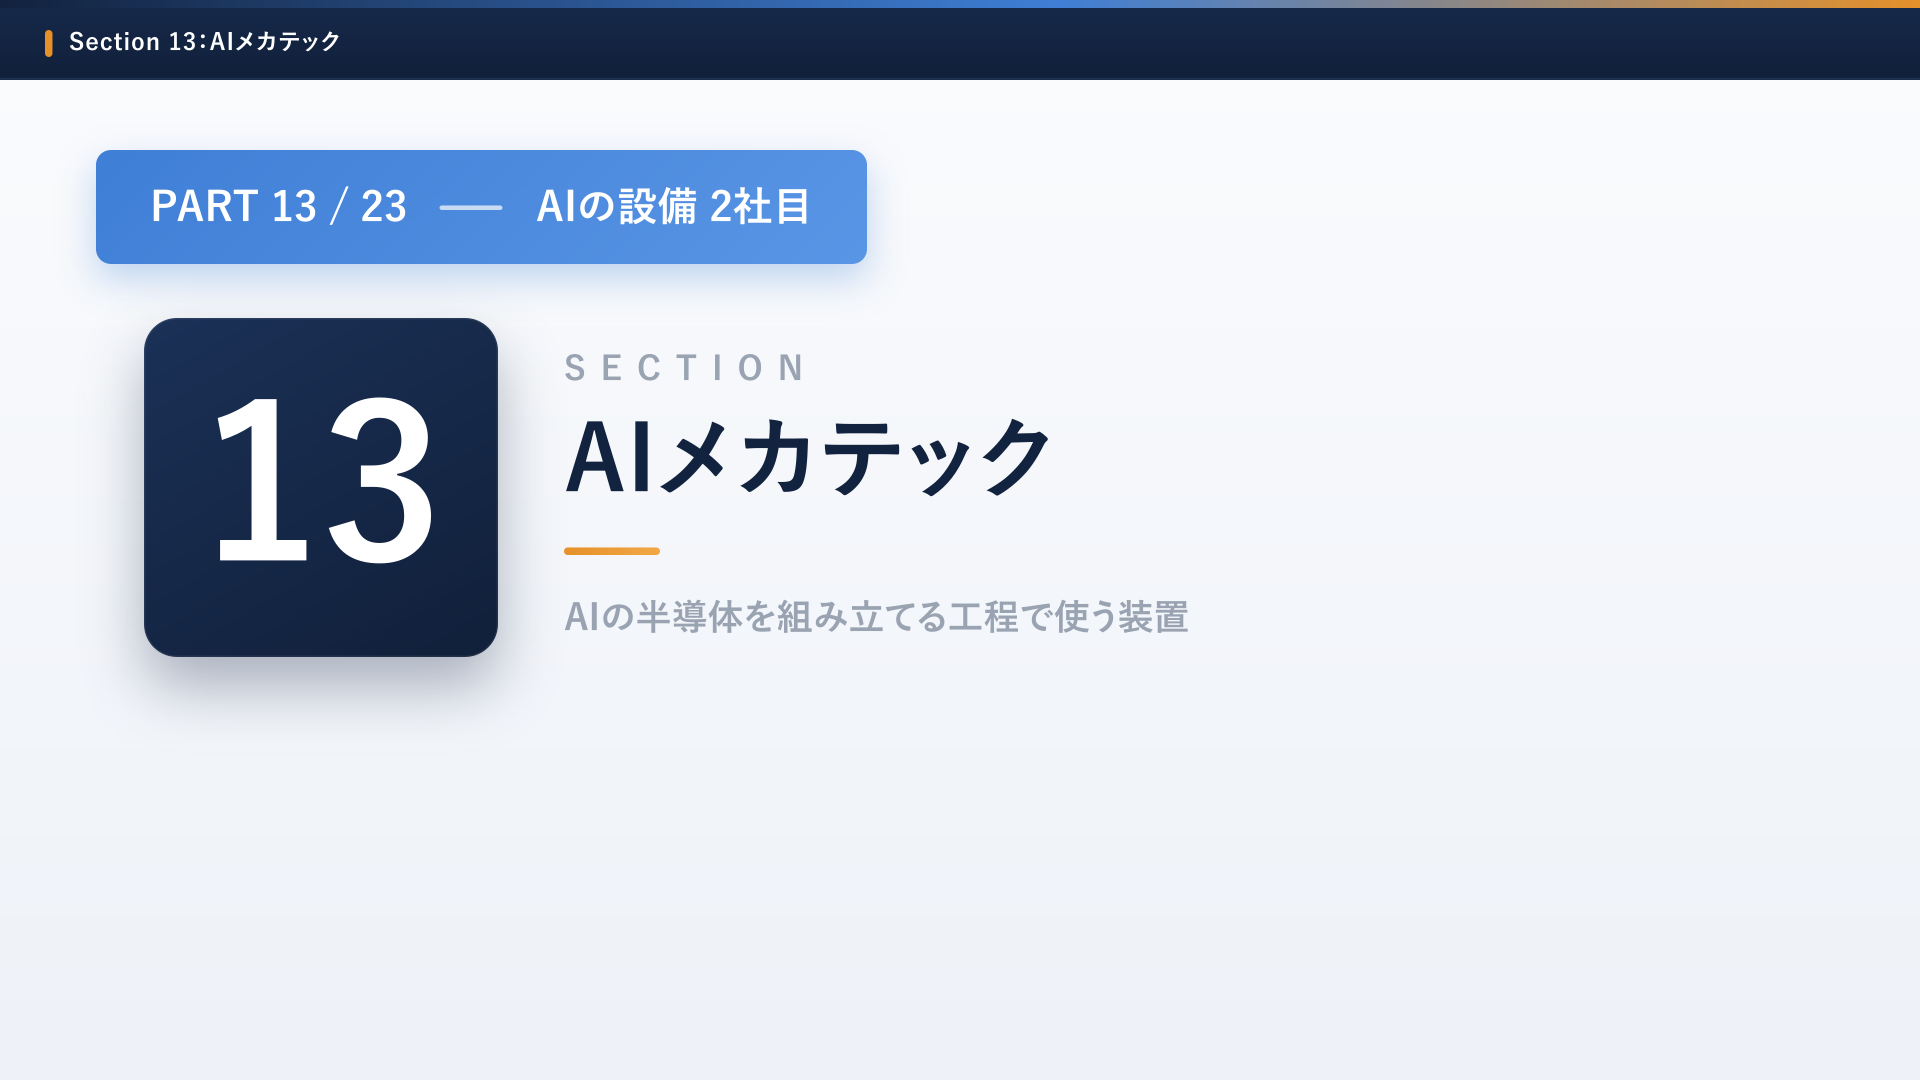 Section 13：AIメカテック
PART 13 / 23 — AIの設備 2社目
13
SECTION
AIメカテック
AIの半導体を組み立てる工程で使う装置